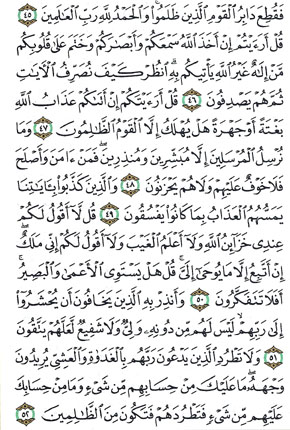 فَقُطِعَ دَابِرُ ٱلْقَوْمِ ٱلَّذِينَ ظَلَمُوا۟ ۚ وَٱلْحَمْدُ لِلَّهِ رَبِّ ٱلْعَٰلَمِينَ
٤٥ قُلْ أَرَءَيْتُمْ إِنْ أَخَذَ ٱللَّهُ سَمْعَكُمْ وَأَبْصَٰرَكُمْ وَخَتَمَ عَلَىٰ قُلُوبِكُم
مَّنْ إِلَٰهٌ غَيْرُ ٱللَّهِ يَأْتِيكُم بِهِ ۗ ٱنظُرْ كَيْفَ نُصَرِّفُ ٱلْءَايَٰتِ
ثُمَّ هُمْ يَصْدِفُونَ ٤٦ قُلْ أَرَءَيْتَكُمْ إِنْ أَتَىٰكُمْ عَذَابُ ٱللَّهِ
بَغْتَةً أَوْ جَهْرَةً هَلْ يُهْلَكُ إِلَّا ٱلْقَوْمُ ٱلظَّٰلِمُونَ ٤٧ وَمَا
نُرْسِلُ ٱلْمُرْسَلِينَ إِلَّا مُبَشِّرِينَ وَمُنذِرِينَ ۖ فَمَنْ ءَامَنَ وَأَصْلَحَ
فَلَا خَوْفٌ عَلَيْهِمْ وَلَا هُمْ يَحْزَنُونَ ٤٨ وَٱلَّذِينَ كَذَّبُوا۟ بِـَٔايَٰتِنَا
يَمَسُّهُمُ ٱلْعَذَابُ بِمَا كَانُوا۟ يَفْسُقُونَ ٤٩ قُل لَّآ أَقُولُ لَكُمْ
عِندِى خَزَآئِنُ ٱللَّهِ وَلَآ أَعْلَمُ ٱلْغَيْبَ وَلَآ أَقُولُ لَكُمْ إِنِّى مَلَكٌ ۖ
إِنْ أَتَّبِعُ إِلَّا مَا يُوحَىٰٓ إِلَىَّ ۚ قُلْ هَلْ يَسْتَوِى ٱلْأَعْمَىٰ وَٱلْبَصِيرُ ۚ
أَفَلَا تَتَفَكَّرُونَ ٥٠ وَأَنذِرْ بِهِ ٱلَّذِينَ يَخَافُونَ أَن يُحْشَرُوٓا۟
إِلَىٰ رَبِّهِمْ ۙ لَيْسَ لَهُم مِّن دُونِهِۦ وَلِىٌّ وَلَا شَفِيعٌ لَّعَلَّهُمْ يَتَّقُونَ
٥١ وَلَا تَطْرُدِ ٱلَّذِينَ يَدْعُونَ رَبَّهُم بِٱلْغَدَوٰةِ وَٱلْعَشِىِّ يُرِيدُونَ
وَجْهَهُۥ ۖ مَا عَلَيْكَ مِنْ حِسَابِهِم مِّن شَىْءٍ وَمَا مِنْ حِسَابِكَ
عَلَيْهِم مِّن شَىْءٍ فَتَطْرُدَهُمْ فَتَكُونَ مِنَ ٱلظَّٰلِمِينَ ٥٢